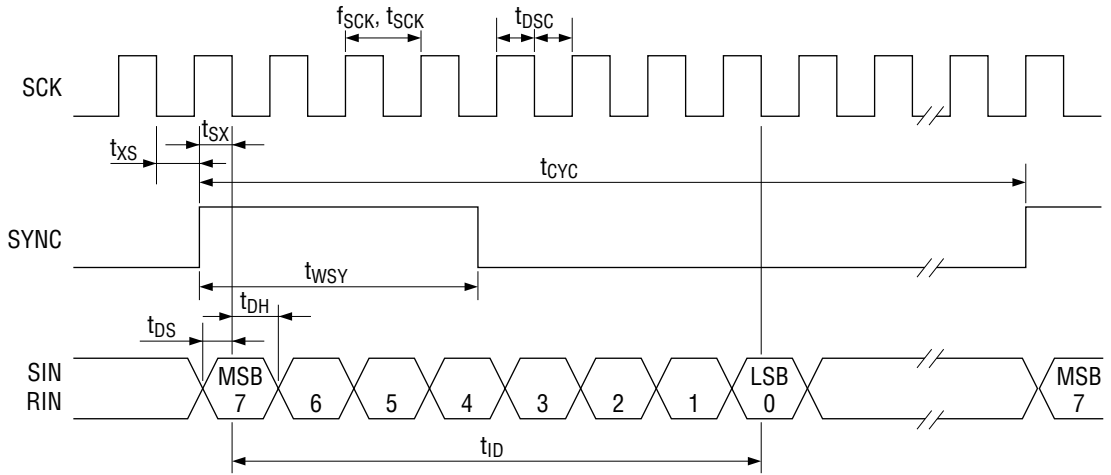 fSCK, tSCK
tDSC
SCK
tSX
tXS
tCYC
SYNC
tWSY
tDH
tDS
SIN
RIN
MSB
7
6
5
4
3
2
1
LSB
0
MSB
7
tID